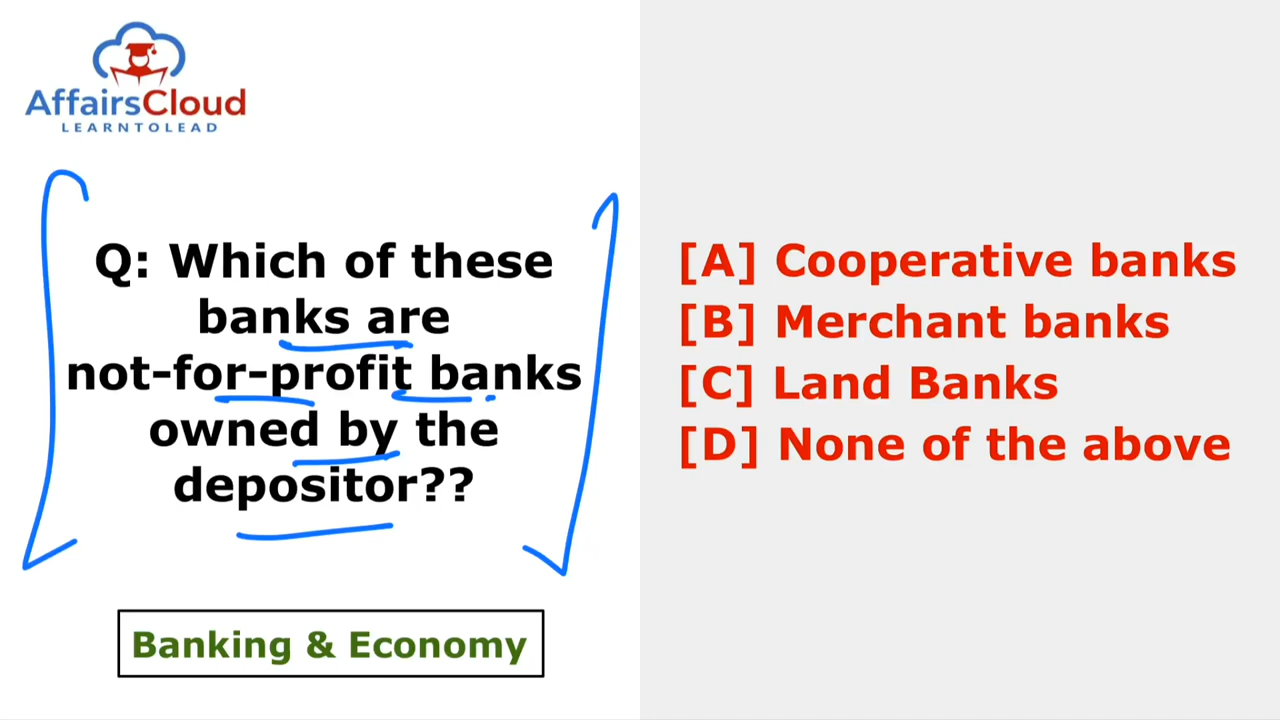 AffairsCloud
LEARNTOLEAD
Q: Which of these
banks are
not-for-profit banks
owned by the
depositor??
Banking & Economy
[A] Cooperative banks
[B] Merchant banks
[C] Land Banks
[D] None of the above